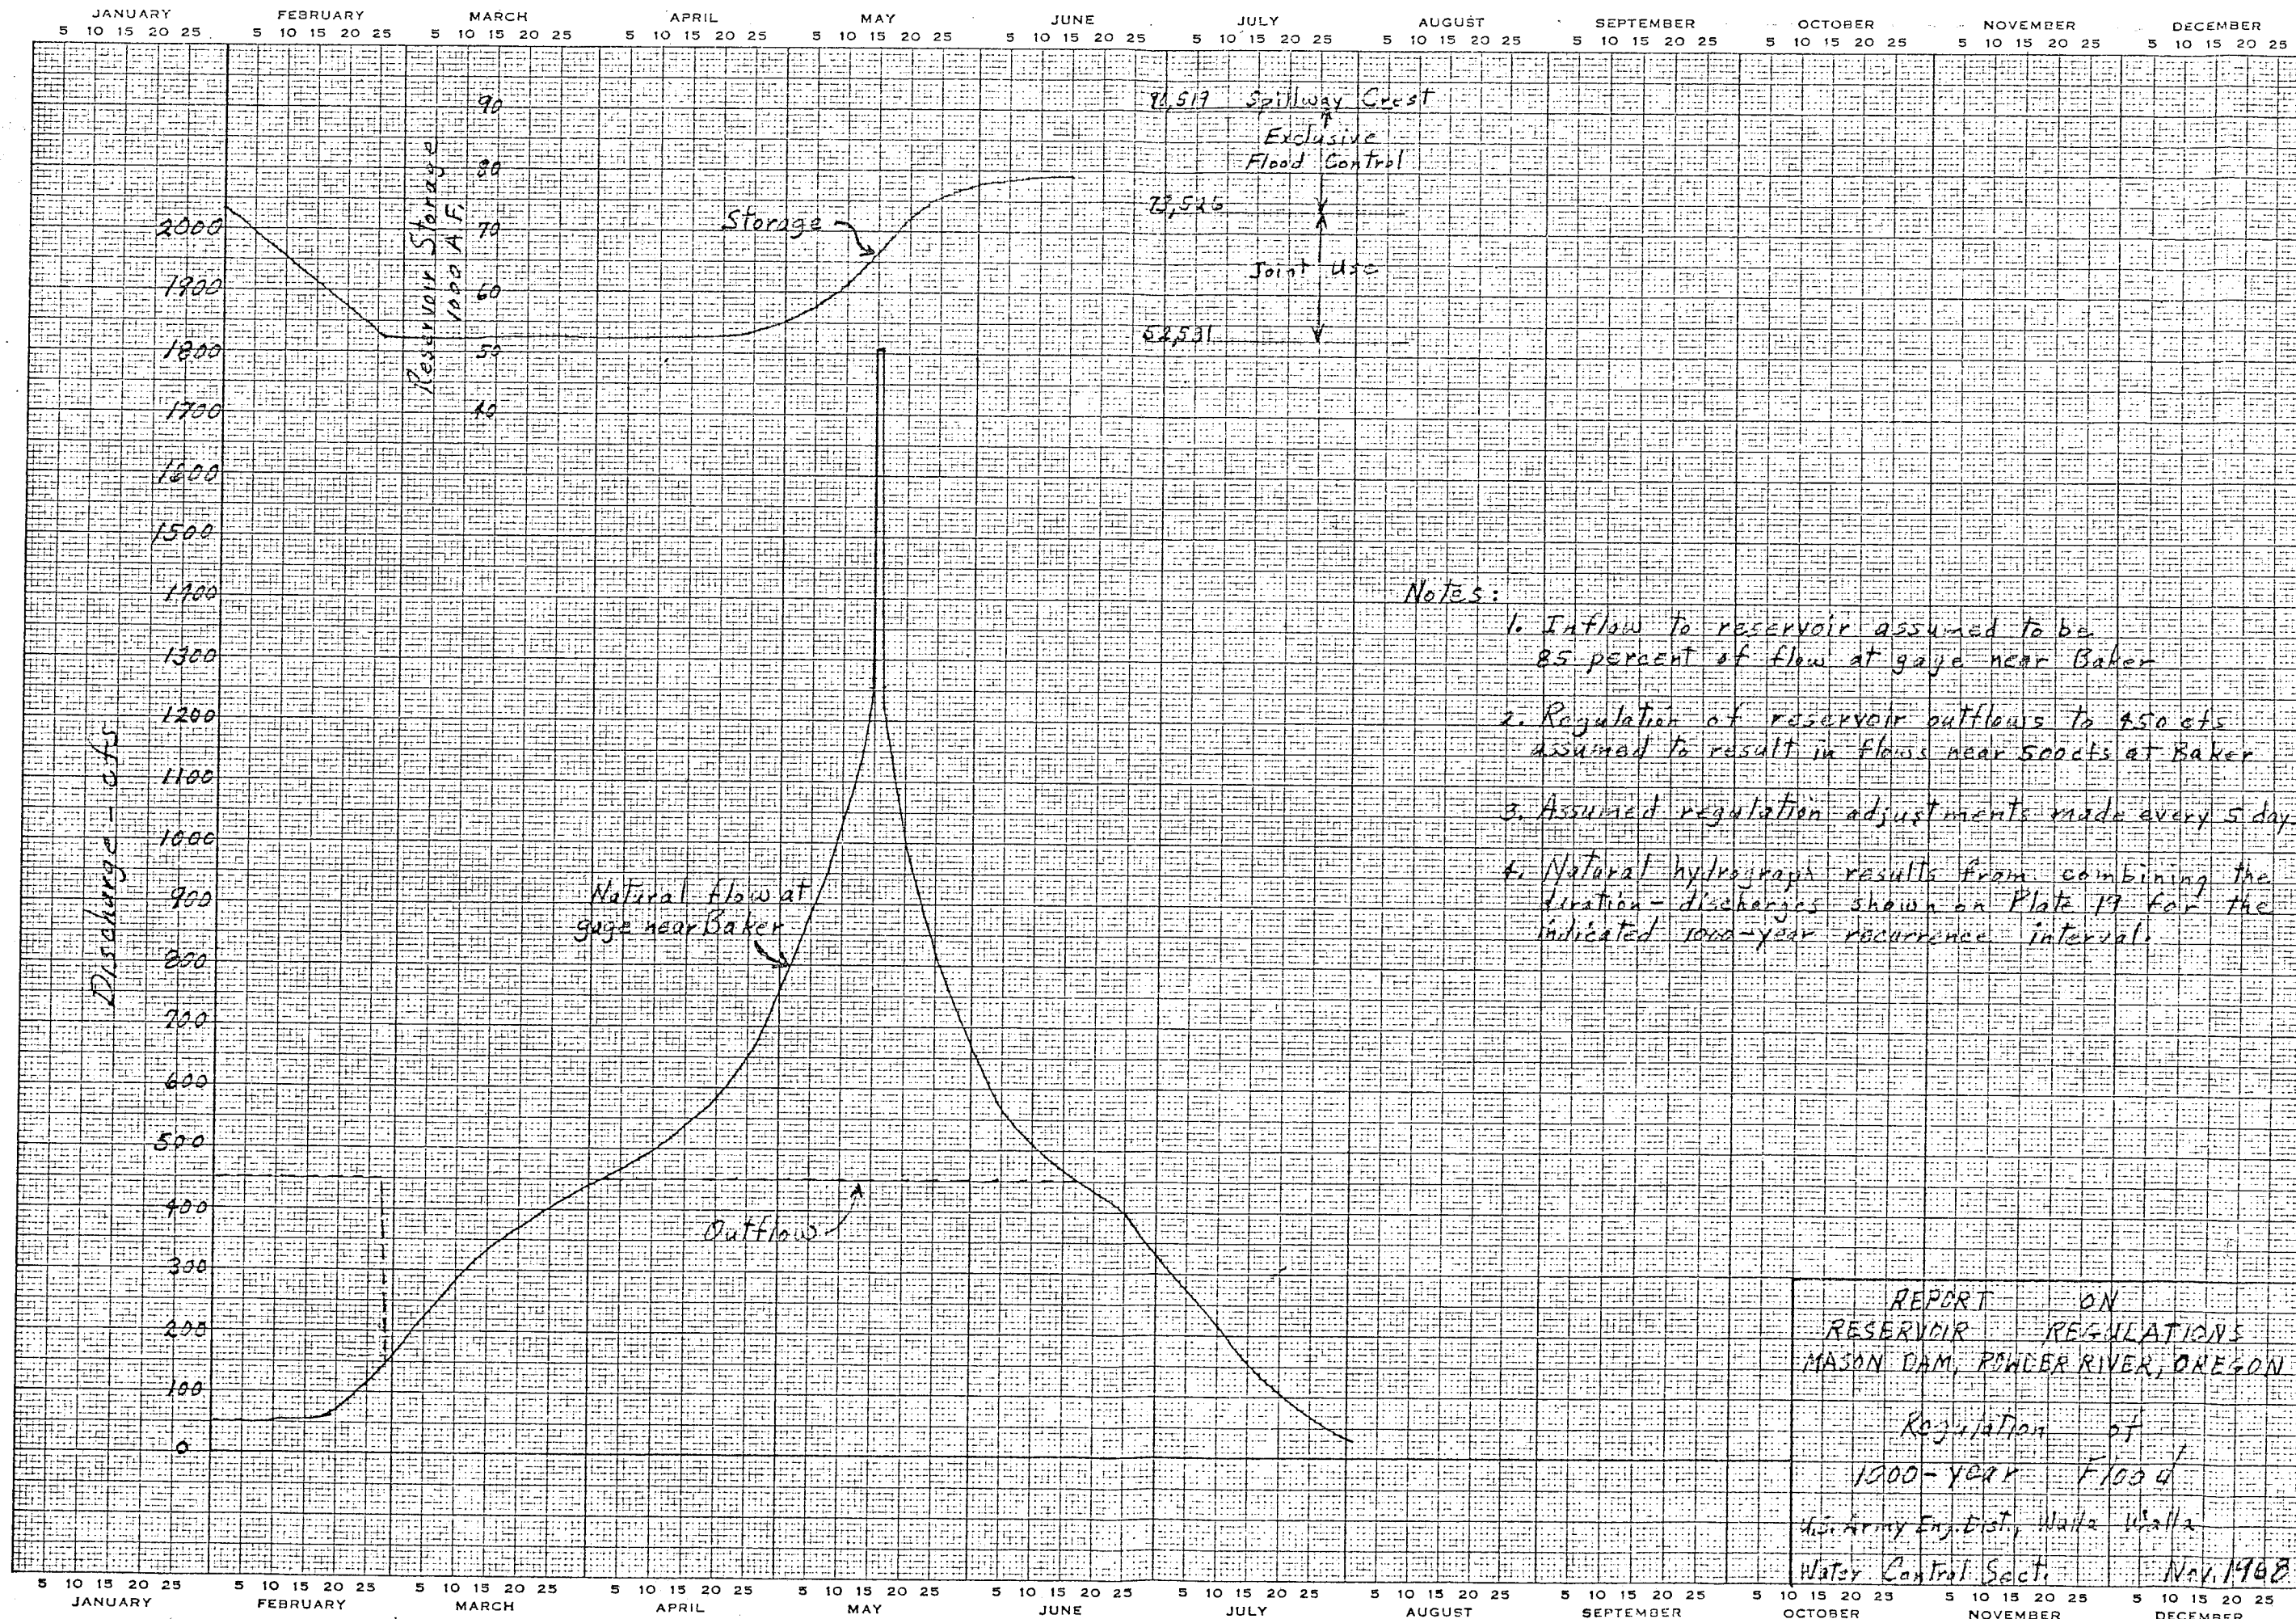 JANUARY FEBRUARY MARCH APRIL MAY JUNE JULY AUGUST SEPTEMBER OCTOBER NOVEMBER DECEMBER
5 10 15 20 25 5 10 15 20 25 5 10 15 20 25 5 10 15 20 25 5 10 15 20 25 5 10 15 20 25 5 10 15 20 25 5 10 15 20 25 5 10 15 20 25 5 10 15 20 25 5 10 15 20 25 5 10 15 20 25
Reservoir Storage
1000 A.F.
90
80
70
60
50
40
Storage
Spillway Crest
Exclusive
Flood Control
73,526
Joint Use
52,531
Discharge - cfs
2000
1900
1800
1700
1600
1500
1400
1300
1200
1100
1000
900
800
700
600
500
400
300
200
100
0
Natural flow at
gage near Baker
Outflow
Notes:
1. Inflow to reservoir assumed to be
85 percent of flow at gage near Baker
2. Regulation of reservoir outflows to 450 cfs
assumed to result in flows near 500 cfs at Baker
3. Assumed regulation adjustments made every 5 days
4. Natural hydrograph results from combining the
duration-discharges shown on Plate 19 for the
indicated 1000-year recurrence interval.
REPORT ON
RESERVOIR REGULATIONS
MASON DAM, POWDER RIVER, OREGON
Regulation of
1000-year Flood
U.S. Army Eng. Dist., Walla Walla
Water Control Sect. Nov. 1968
5 10 15 20 25 5 10 15 20 25 5 10 15 20 25 5 10 15 20 25 5 10 15 20 25 5 10 15 20 25 5 10 15 20 25 5 10 15 20 25 5 10 15 20 25 5 10 15 20 25 5 10 15 20 25 5 10 15 20 25
JANUARY FEBRUARY MARCH APRIL MAY JUNE JULY AUGUST SEPTEMBER OCTOBER NOVEMBER DECEMBER